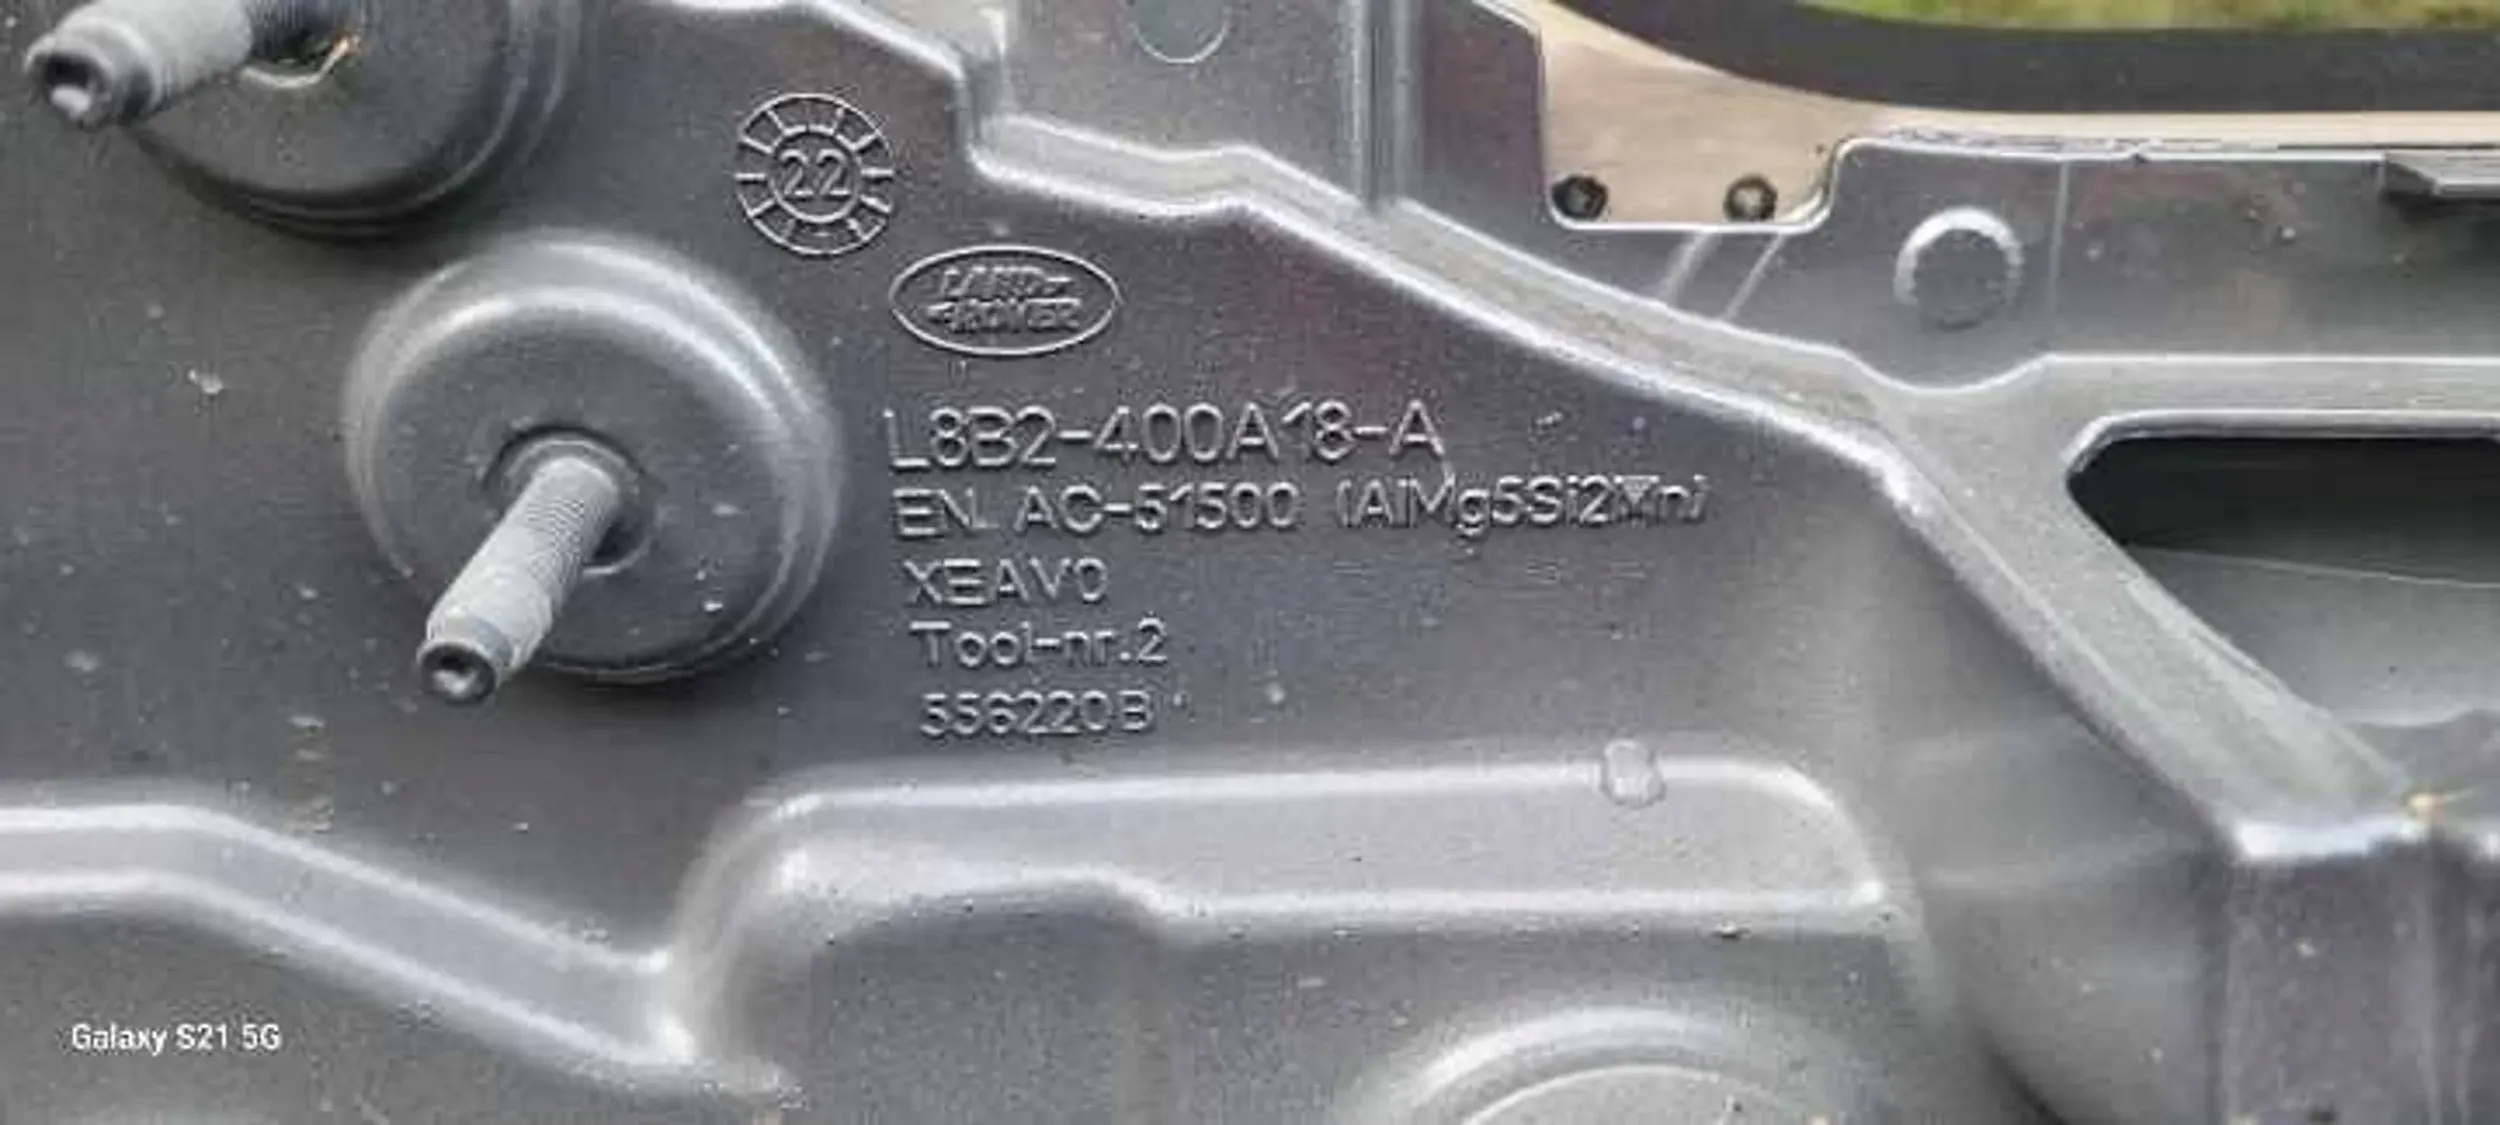 22
LAND-
ROVER
L8B2-400A18-A
EN AC-51500 (AlMg5Si2Mn)
XEAV0
Tool-nr.2
556220B
Galaxy S21 5G